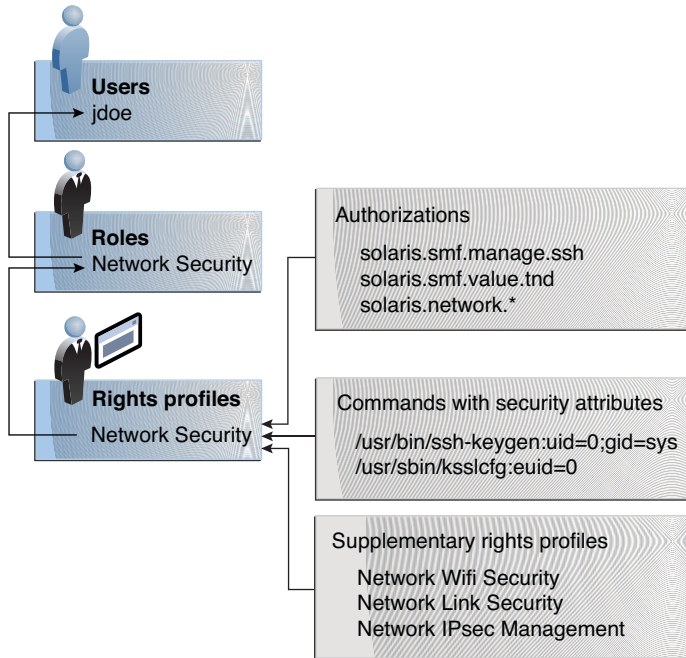 Users
jdoe
Roles
Network Security
Rights profiles
Network Security
Authorizations
solaris.smf.manage.ssh
solaris.smf.value.tnd
solaris.network.*
Commands with security attributes
/usr/bin/ssh-keygen:uid=0;gid=sys
/usr/sbin/ksslcfg:euid=0
Supplementary rights profiles
Network Wifi Security
Network Link Security
Network IPsec Management